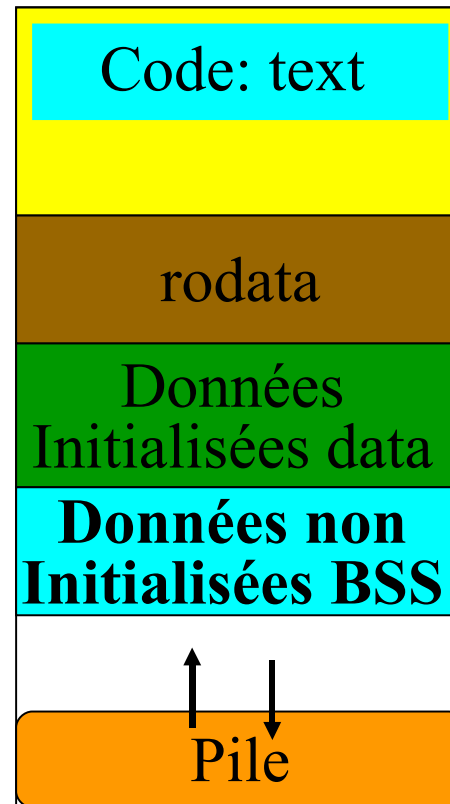 Code: text
rodata
Données
Initialisées data
Données non
Initialisées BSS
Pile